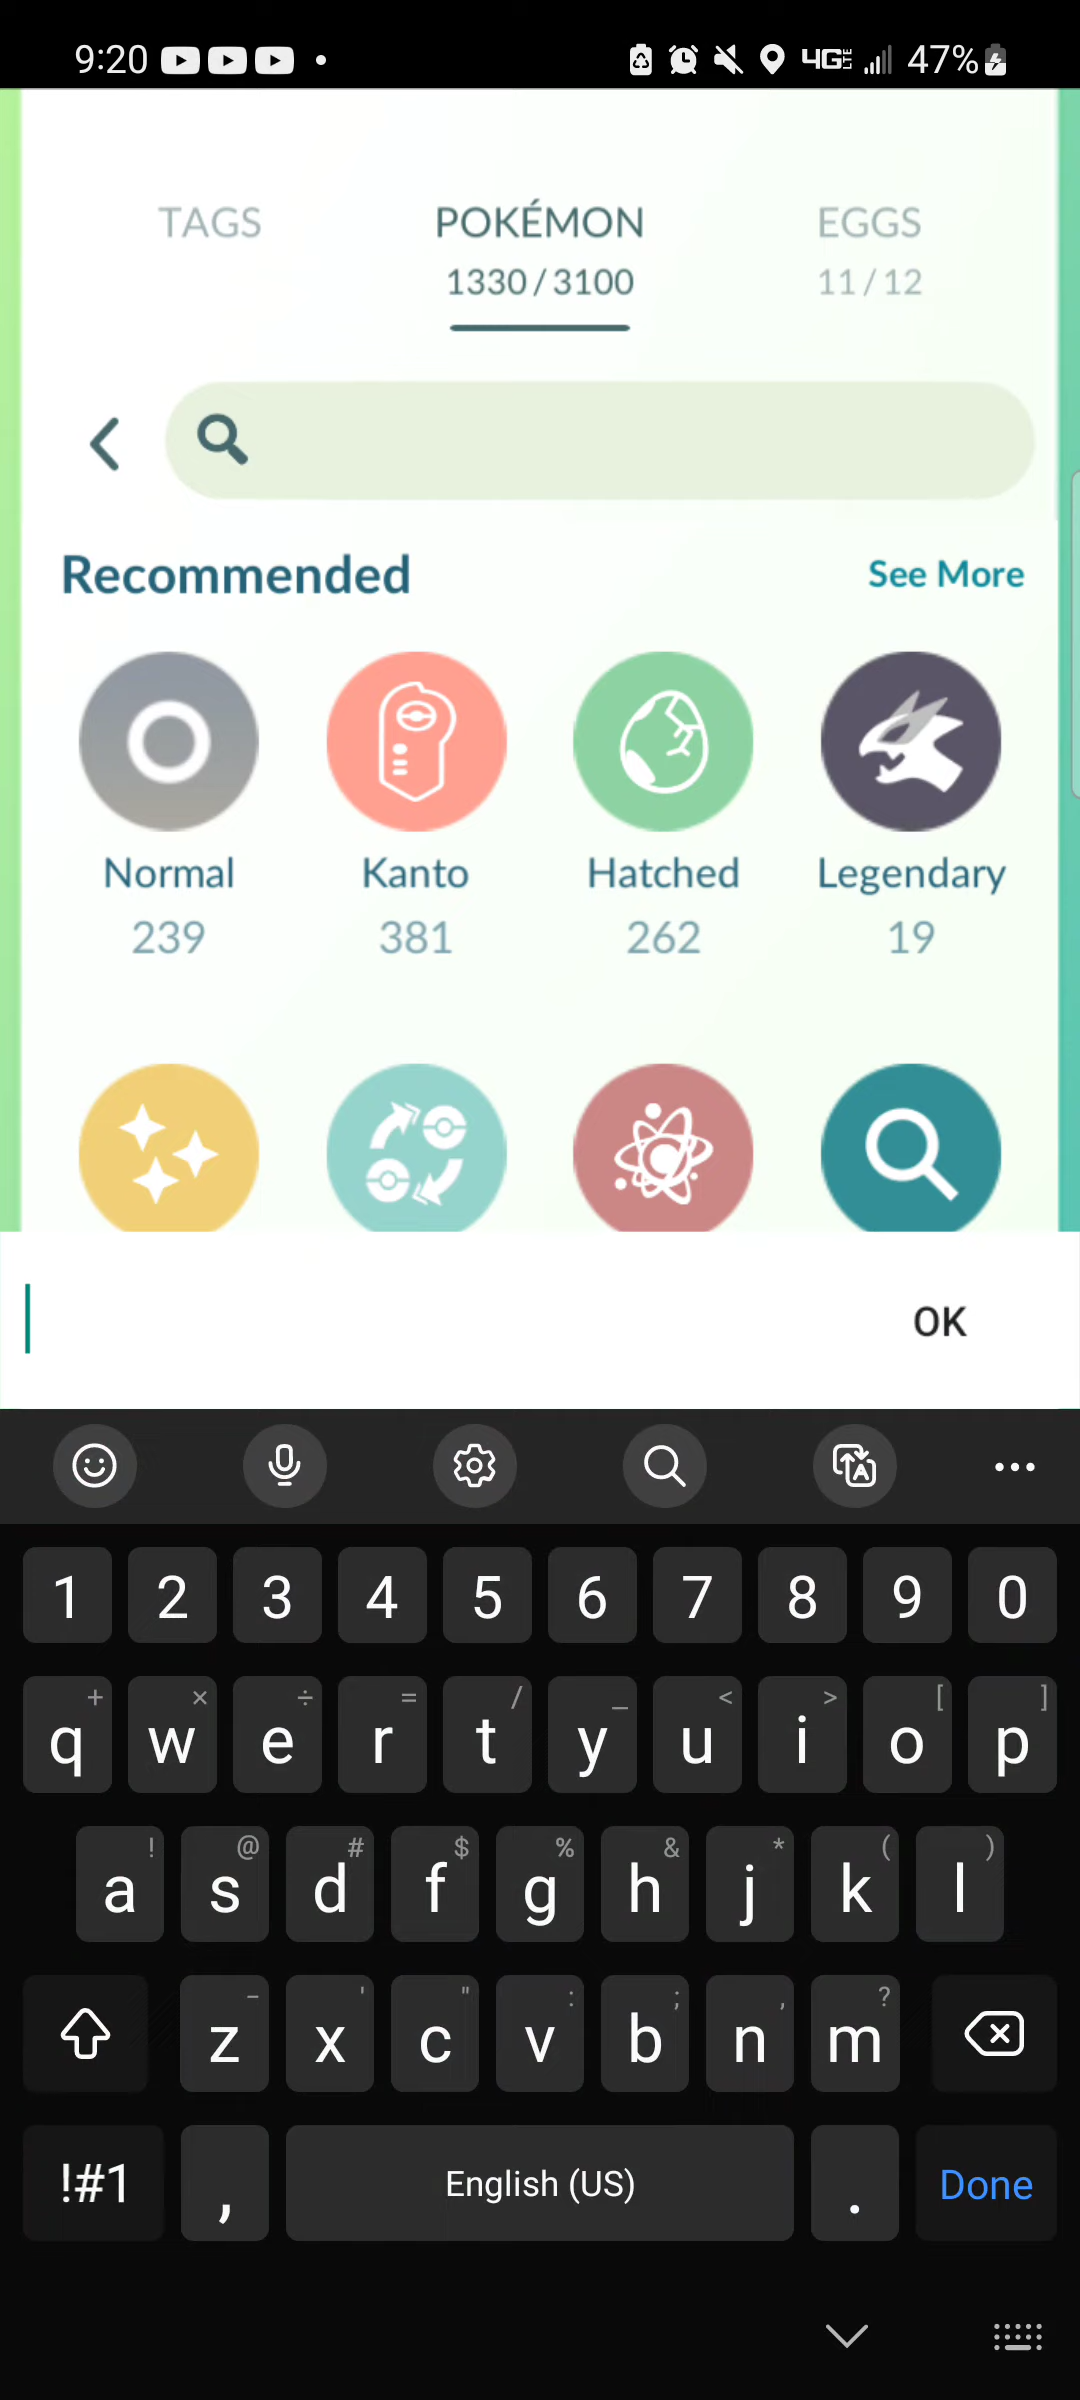 9:20 4G LTE 47%
TAGS POKÉMON EGGS
1330/3100 11/12
Recommended See More
Normal Kanto Hatched Legendary
239 381 262 19
OK
1 2 3 4 5 6 7 8 9 0
+ × ÷ = / _ < > [ ]
q w e r t y u i o p
! @ # $ % & * ( )
a s d f g h j k l
- ' " : ; , ?
z x c v b n m
!#1 , English (US) . Done